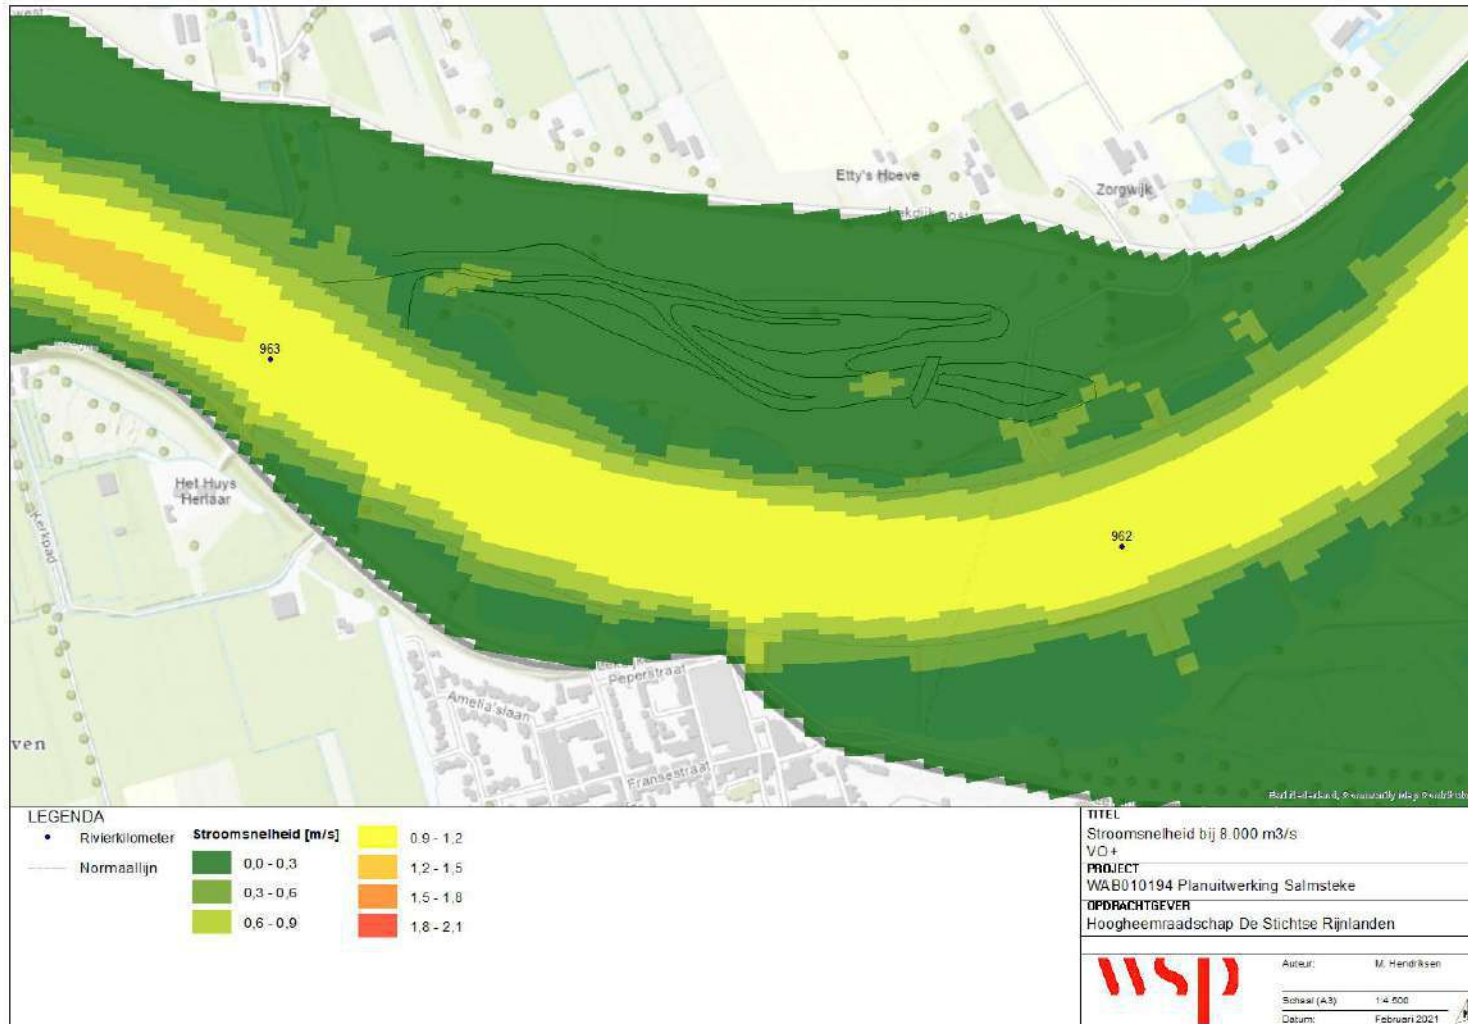 Etty's Hoeve
Zorgwijk
963
Het Huys
Herlaar
Kerkpad
962
Peperstraat
Amelia'slaan
ven
Fransestraat
LEGENDA
Rivierkilometer
Normaallijn
Stroomsnelheid [m/s]
0,0 - 0,3
0,3 - 0,6
0,6 - 0,9
0,9 - 1,2
1,2 - 1,5
1,5 - 1,8
1,8 - 2,1
TITEL
Stroomsnelheid bij 8.000 m3/s
VO+
PROJECT
WAB010194 Planuitwerking Salmsteke
OPDRACHTGEVER
Hoogheemraadschap De Stichtse Rijnlanden
wsp
Auteur: M. Hendriksen
Schaal (A3) 1:4.500
Datum: Februari 2021